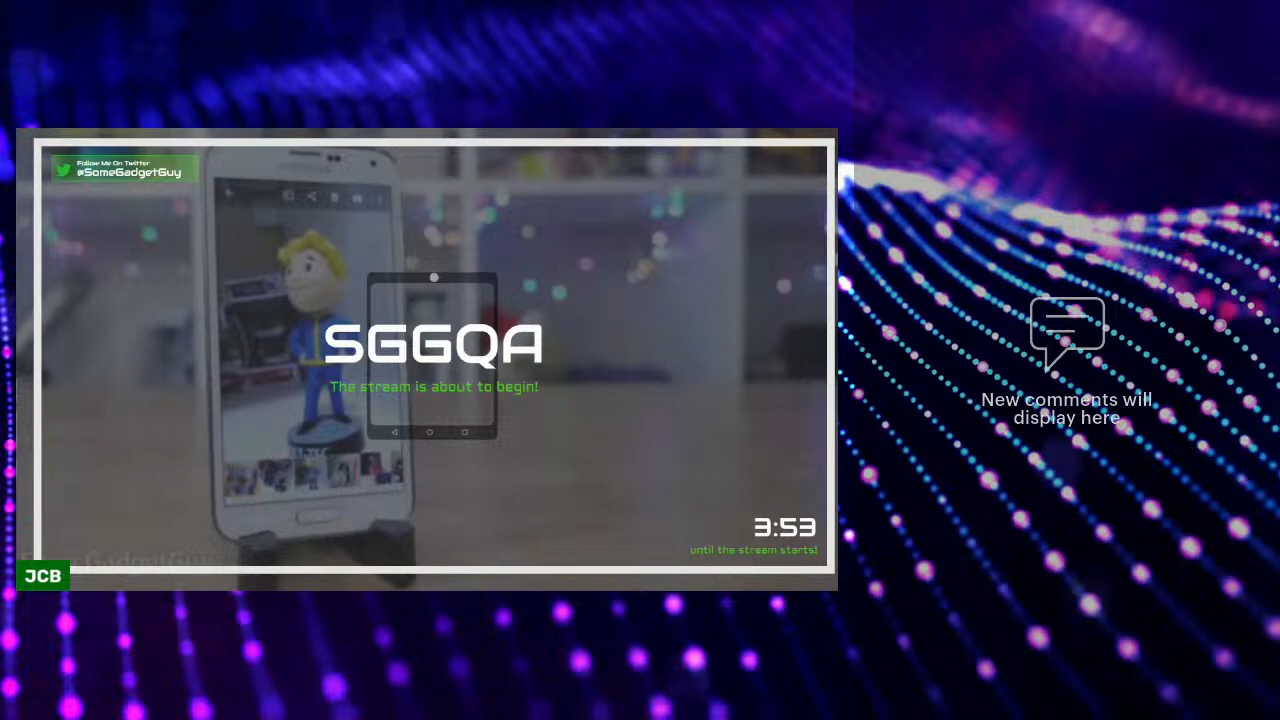 Follow Me On Twitter
@SomeGadgetGuy
SGGQA
The stream is about to begin!
3:53
until the stream starts!
SomeGadgetGuy
JCB
New comments will
display here